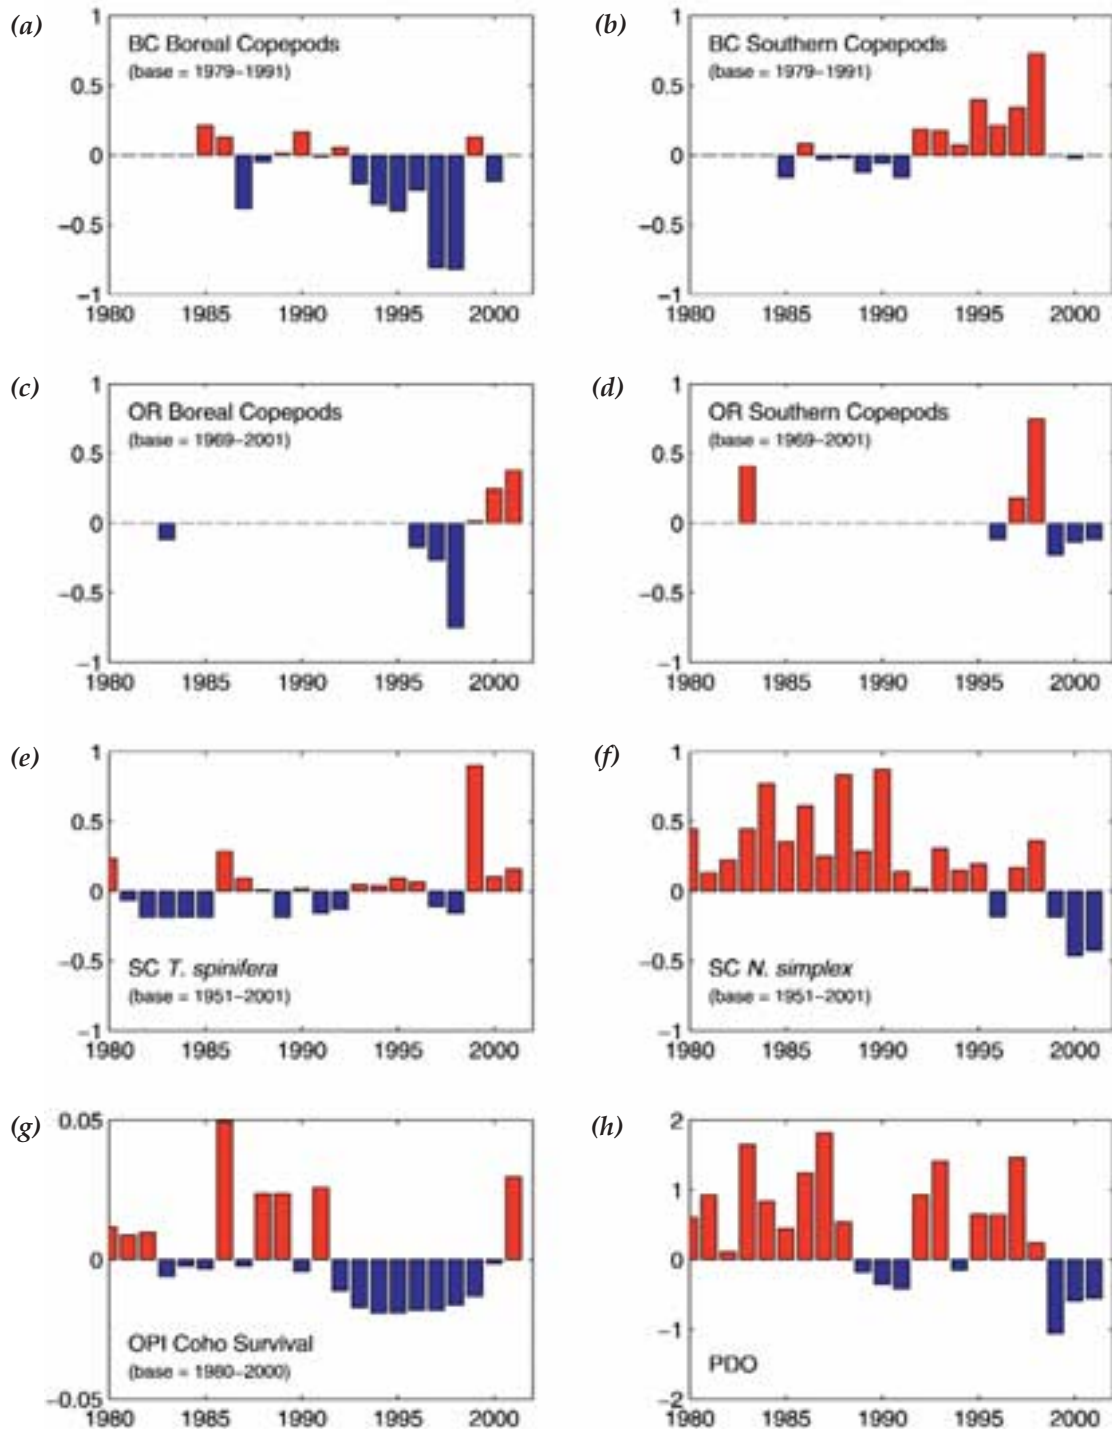 (a)
1
BC Boreal Copepods
(base = 1979-1991)
0.5
0
-0.5
-1
1980 1985 1990 1995 2000
(b)
1
BC Southern Copepods
(base = 1979-1991)
0.5
0
-0.5
-1
1980 1985 1990 1995 2000
(c)
1
OR Boreal Copepods
(base = 1969-2001)
0.5
0
-0.5
-1
1980 1985 1990 1995 2000
(d)
1
OR Southern Copepods
(base = 1969-2001)
0.5
0
-0.5
-1
1980 1985 1990 1995 2000
(e)
1
0.5
0
-0.5
SC T. spinifera
(base = 1951-2001)
-1
1980 1985 1990 1995 2000
(f)
1
0.5
0
-0.5
SC N. simplex
(base = 1951-2001)
-1
1980 1985 1990 1995 2000
(g)
0.05
0
OPI Coho Survival
(base = 1980-2000)
-0.05
1980 1985 1990 1995 2000
(h)
2
1
0
-1
PDO
-2
1980 1985 1990 1995 2000